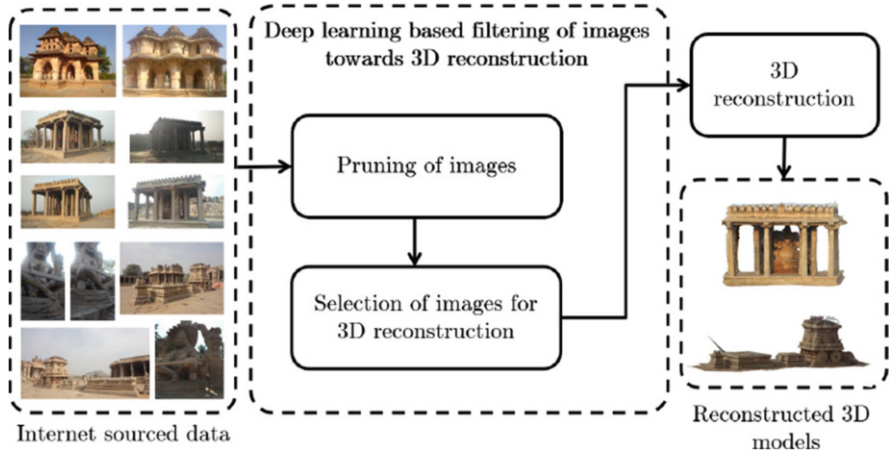 Deep learning based filtering of images
towards 3D reconstruction
Pruning of images
Selection of images for
3D reconstruction
3D
reconstruction
Internet sourced data
Reconstructed 3D
models